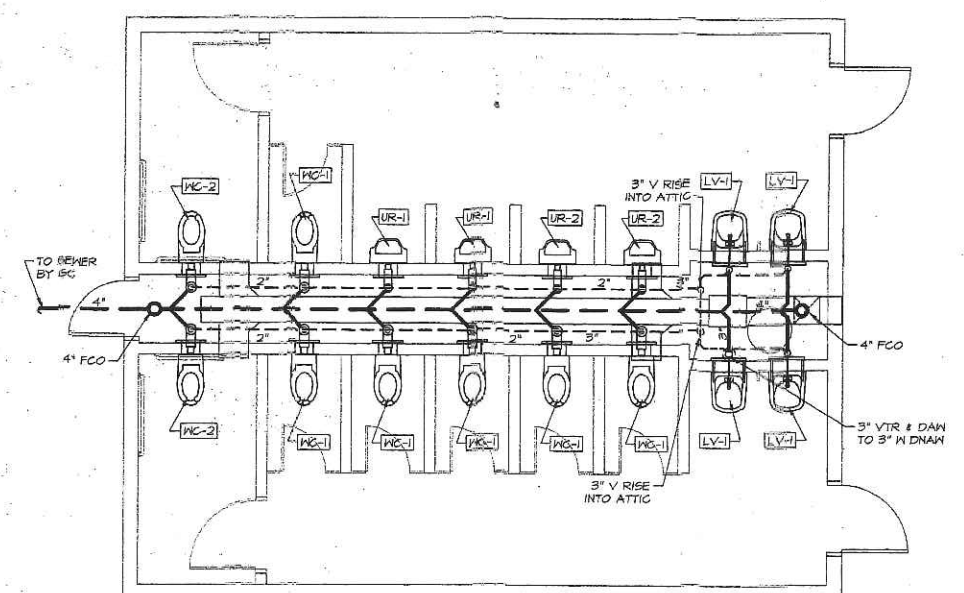 WC-2
WC-1
UR-1
UR-1
UR-2
UR-2
3" V RISE
INTO ATTIC
LV-1
LV-1
TO SEWER
BY GC
4"
2"
2"
3"
4"
3"
4" FCO
2"
2"
3"
4" FCO
WC-2
WC-1
WC-1
WC-1
WC-1
WC-1
LV-1
LV-1
3" V RISE
INTO ATTIC
3" VTR & DAW
TO 3" W DNAW